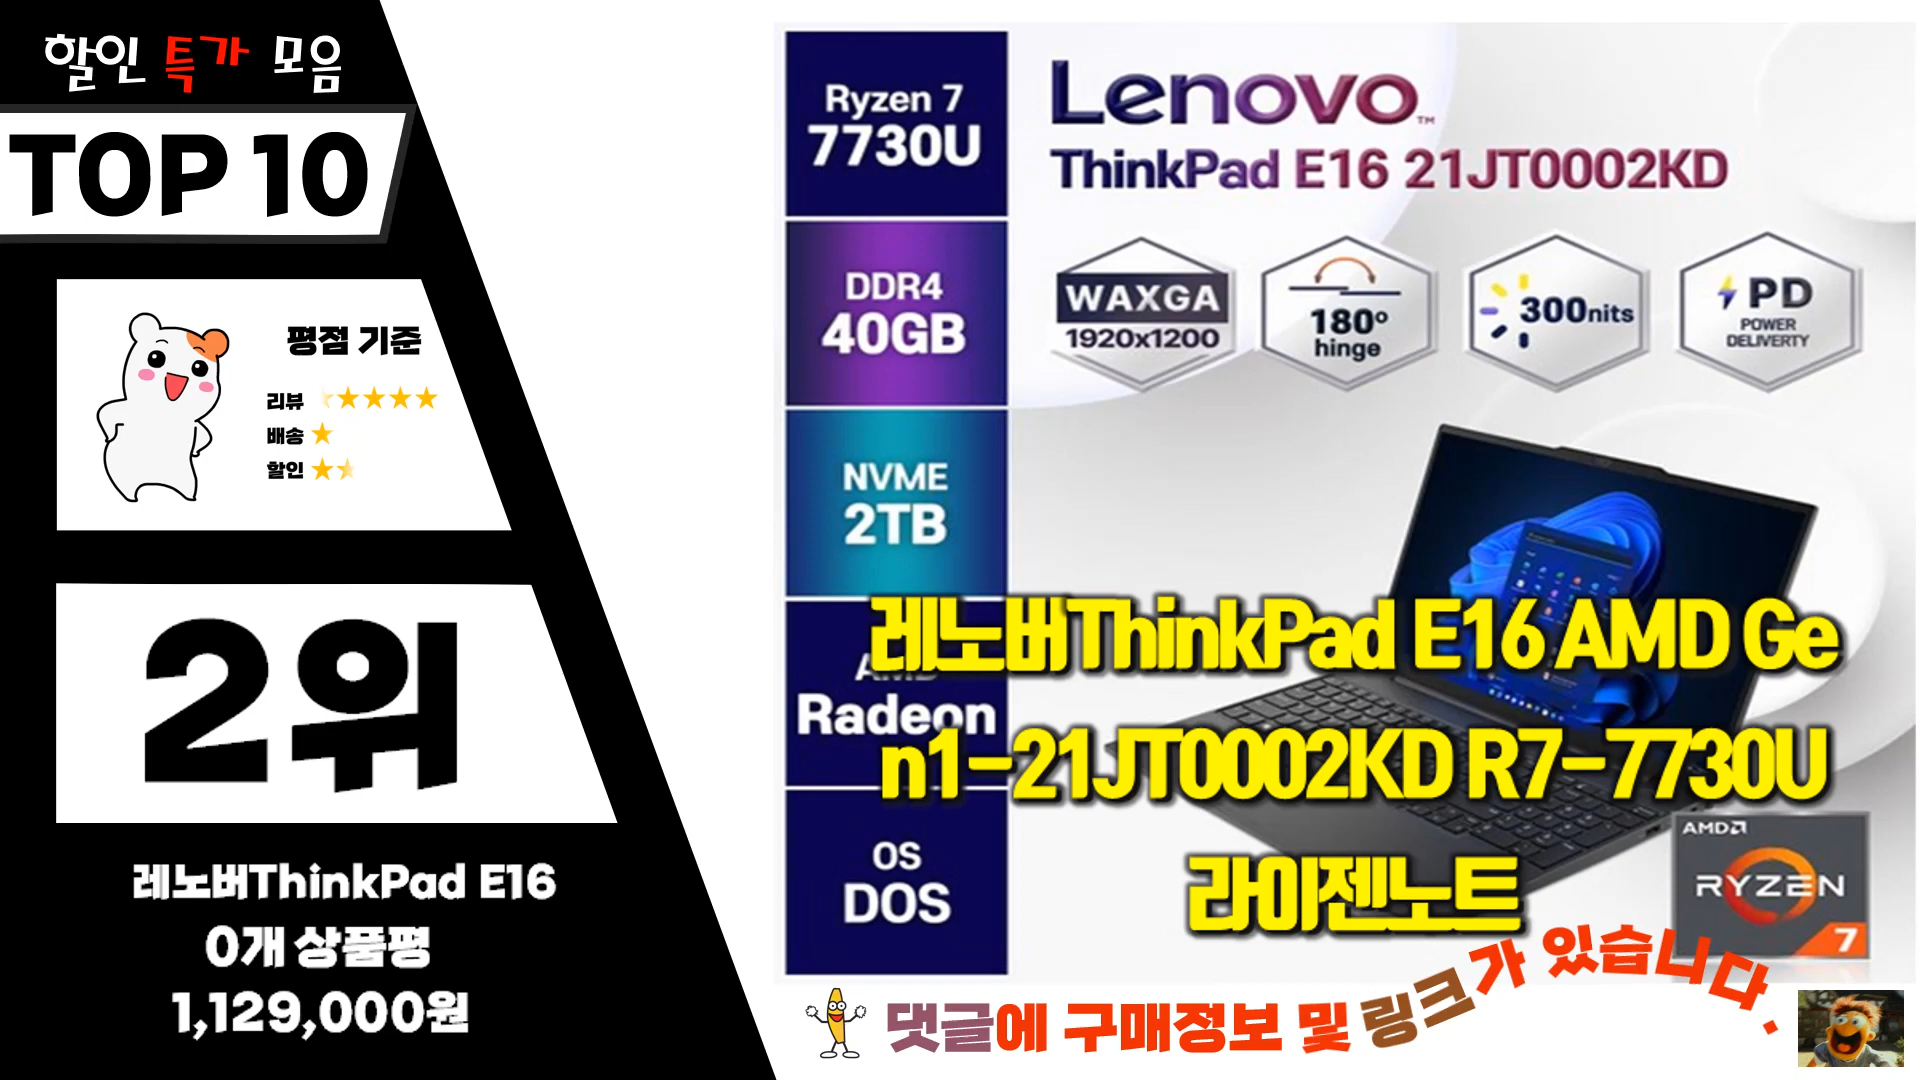 할인 특가 모음
TOP 10
평점 기준
리뷰
배송
할인
2위
레노버ThinkPad E16
0개 상품평
1,129,000원
Ryzen 7
7730U
DDR4
40GB
NVME
2TB
AMD
Radeon
OS
DOS
Lenovo™
ThinkPad E16 21JT0002KD
WAXGA
1920x1200
180º
hinge
300nits
PD
POWER
DELIVERTY
레노버ThinkPad E16 AMD Ge
n1-21JT0002KD R7-7730U
라이젠노트
AMD
RYZEN
7
댓글에 구매정보 및 링크가 있습니다.